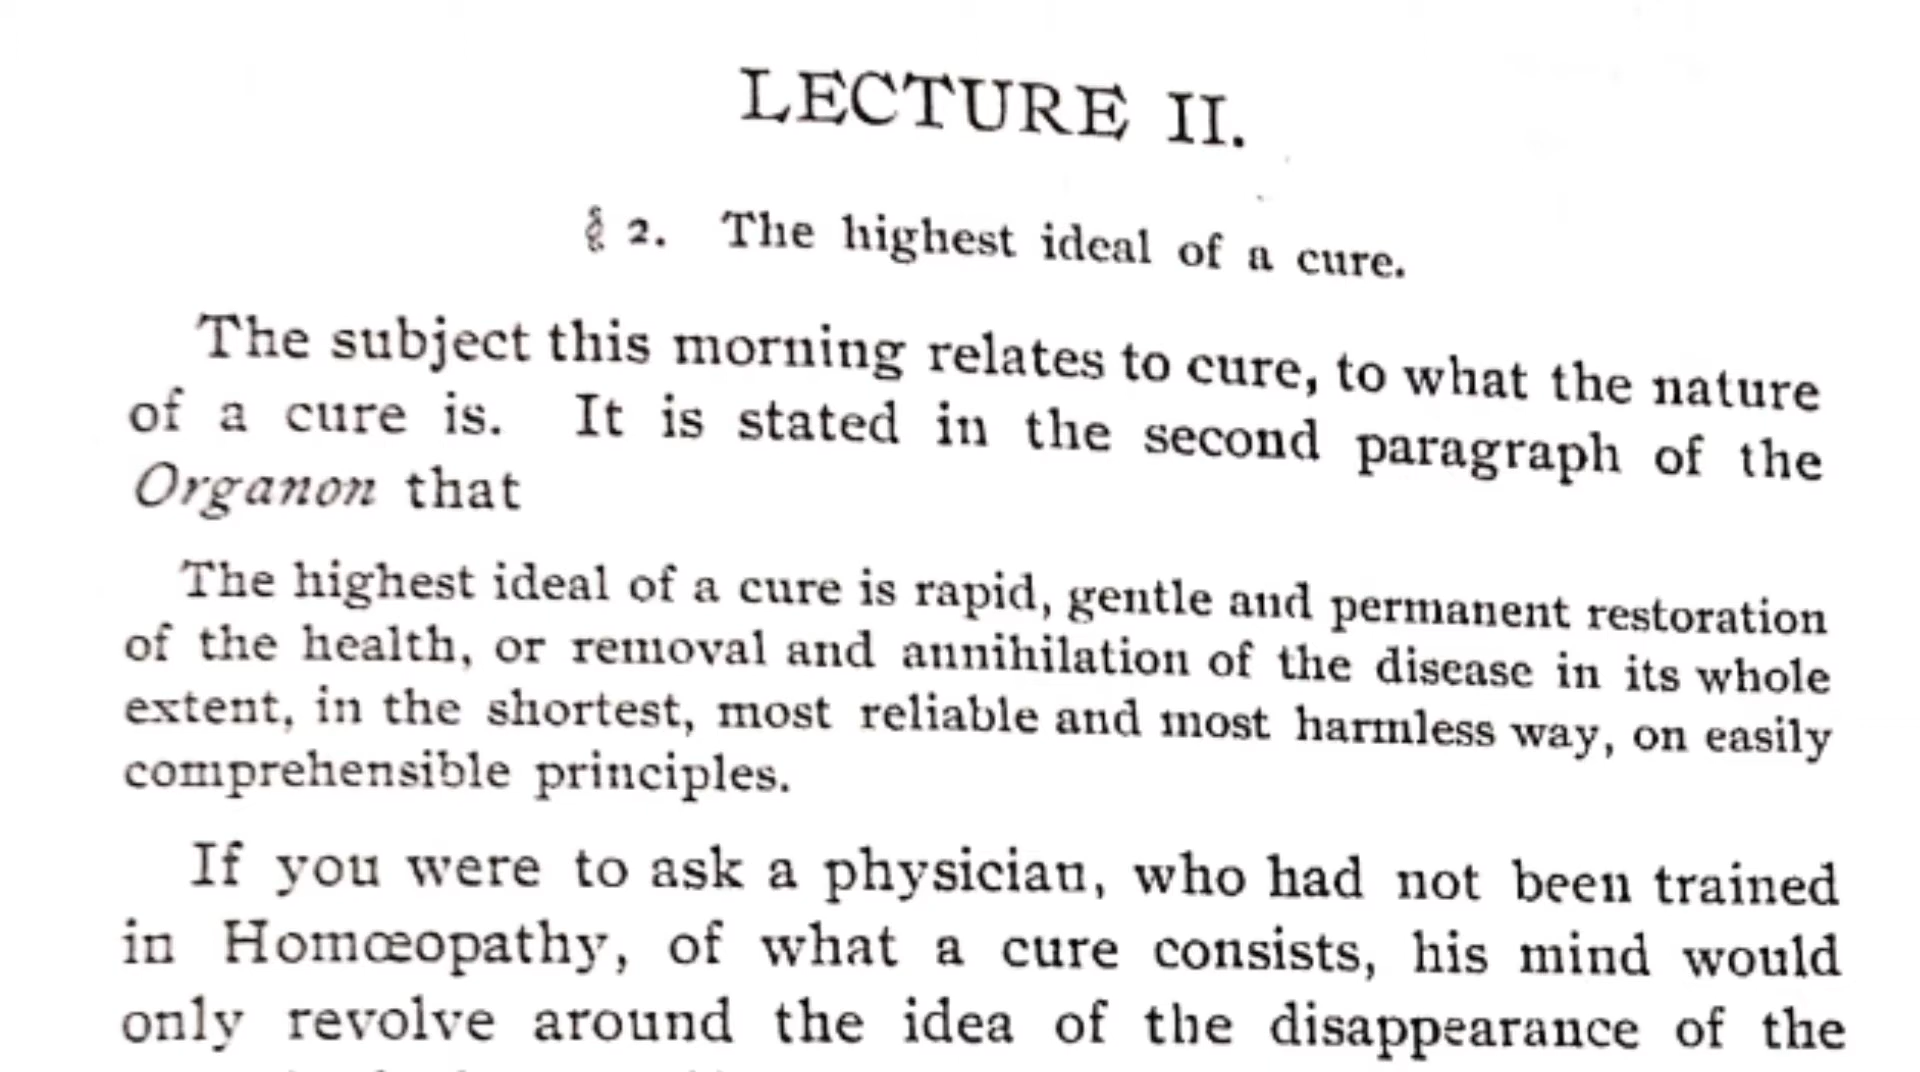 LECTURE II.
§ 2. The highest ideal of a cure.
The subject this morning relates to cure, to what the nature
of a cure is. It is stated in the second paragraph of the
Organon that
The highest ideal of a cure is rapid, gentle and permanent restoration
of the health, or removal and annihilation of the disease in its whole
extent, in the shortest, most reliable and most harmless way, on easily
comprehensible principles.
If you were to ask a physician, who had not been trained
in Homœopathy, of what a cure consists, his mind would
only revolve around the idea of the disappearance of the